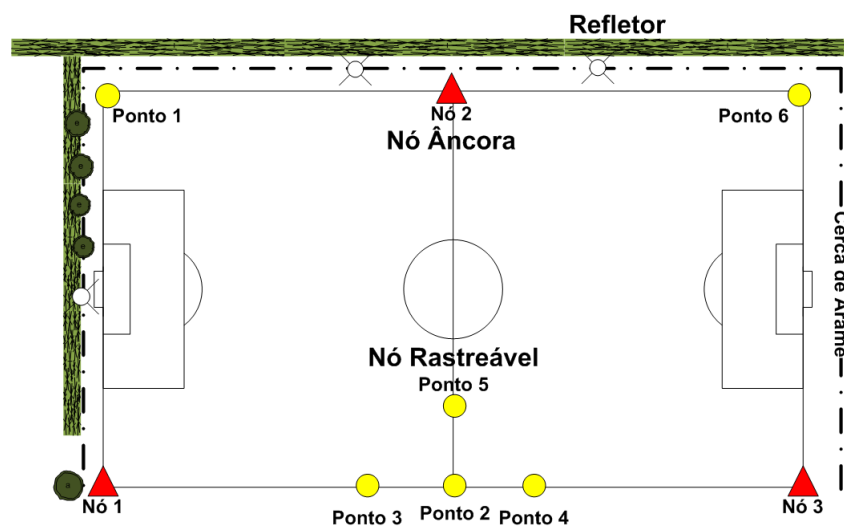 Refletor
Ponto 1
Nó 2
Ponto 6
Nó Âncora
Cerca de Arame
Nó Rastreável
Ponto 5
Nó 1
Ponto 3
Ponto 2
Ponto 4
Nó 3